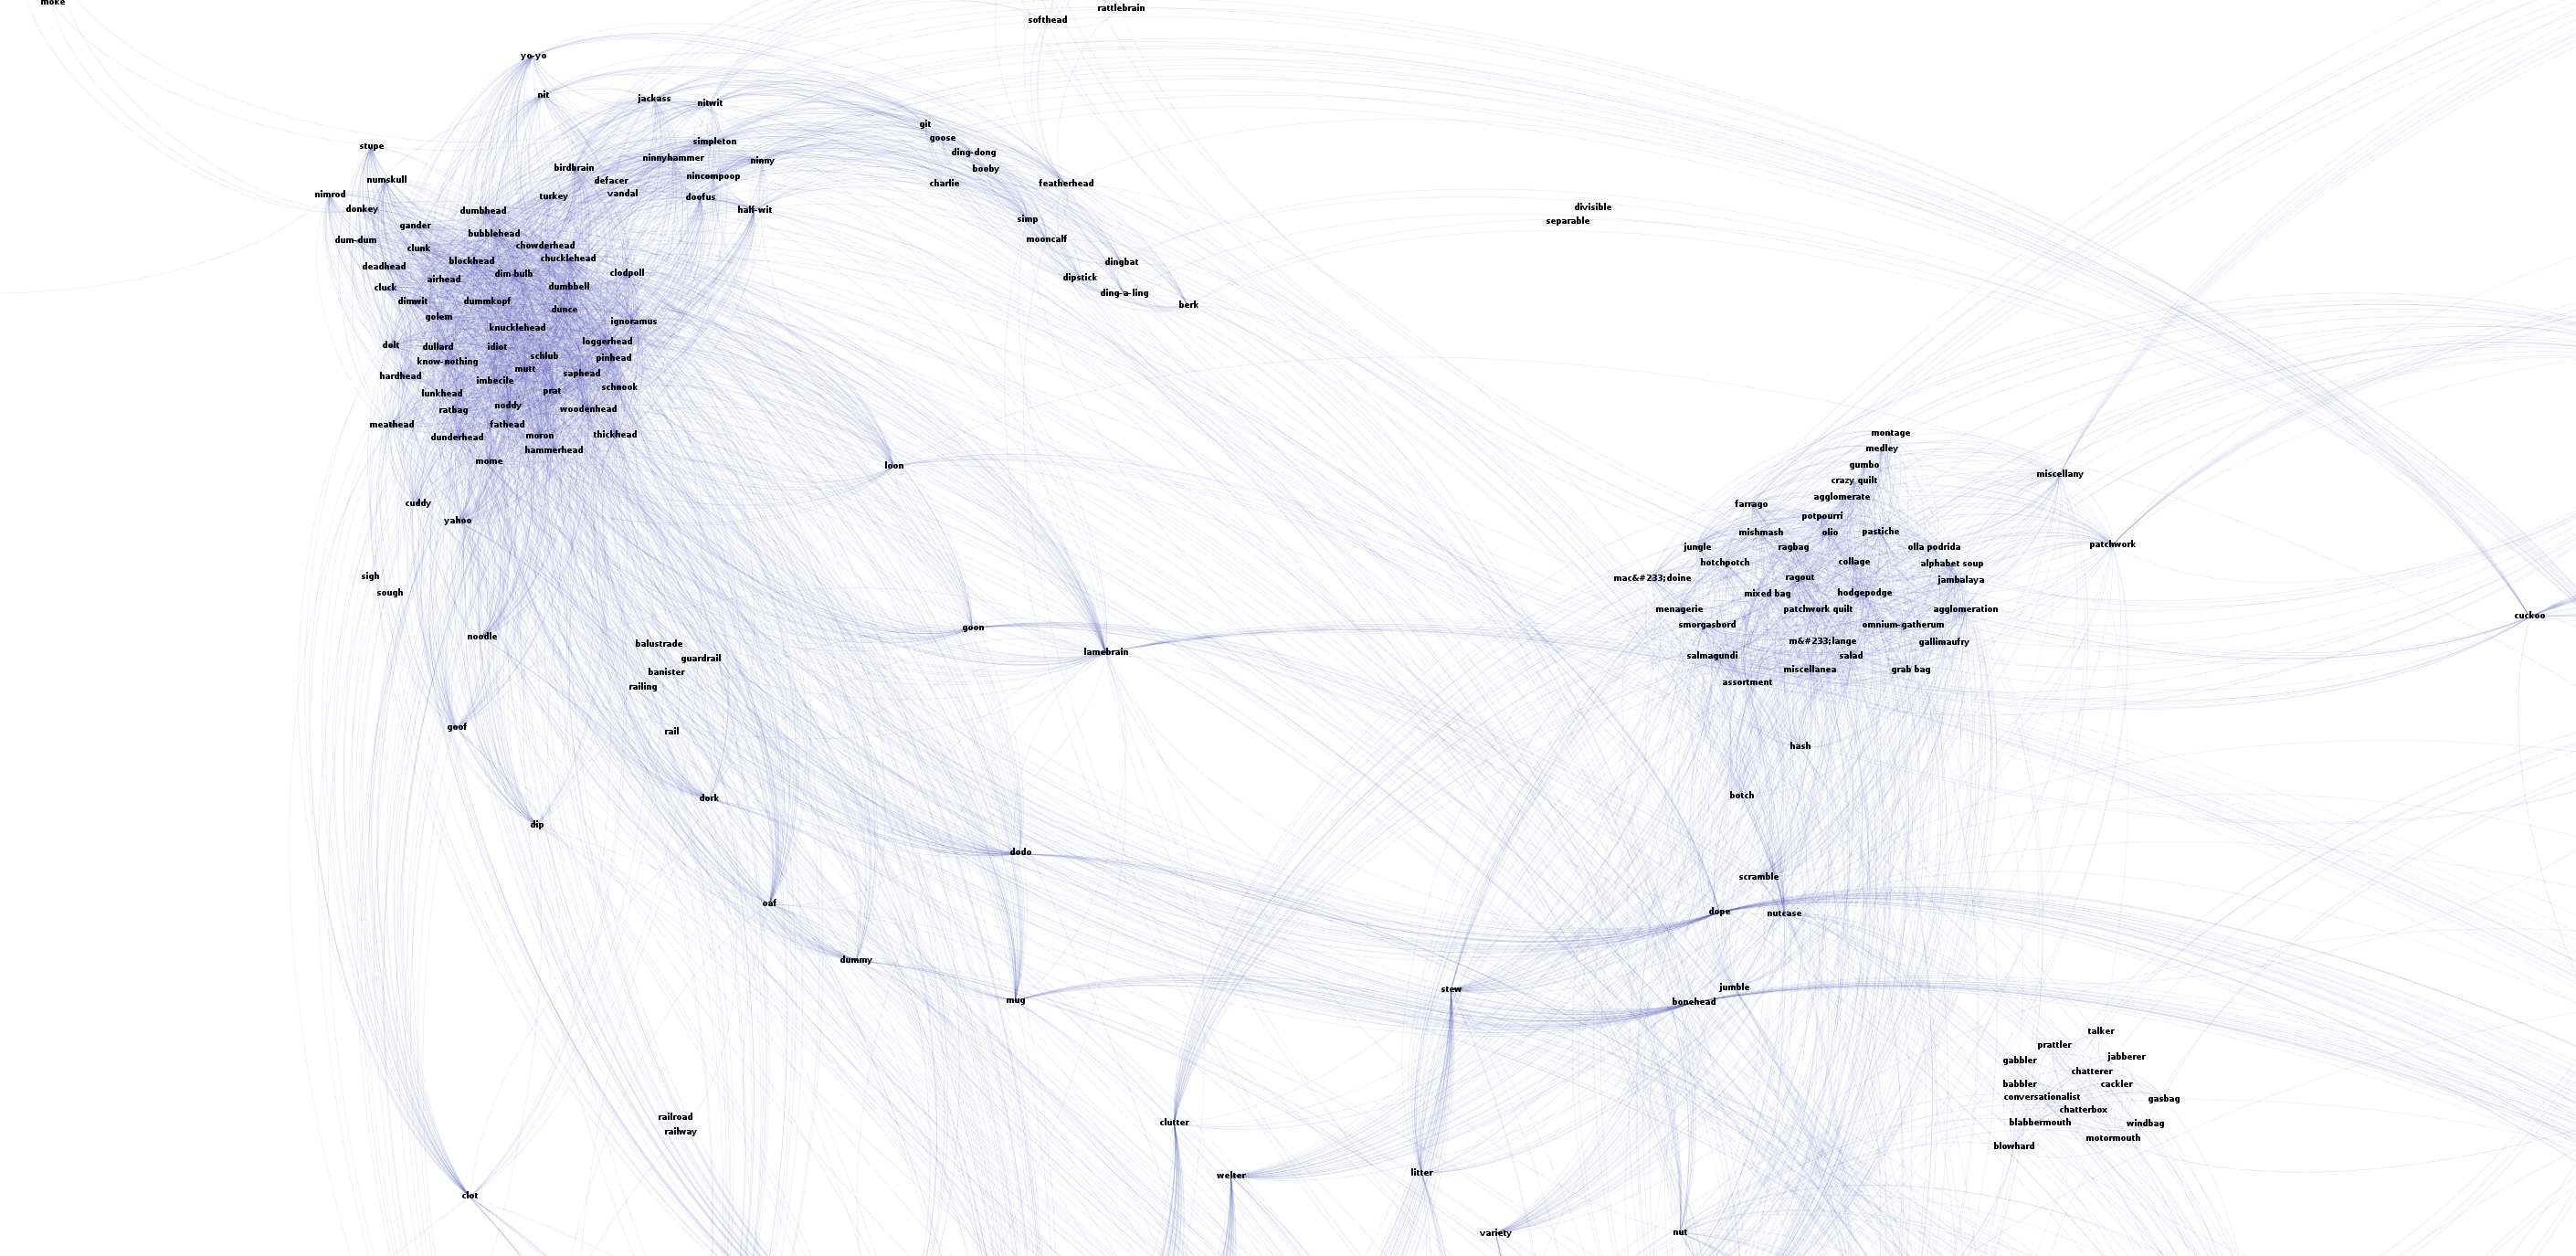 moke
rattlebrain
softhead
yo-yo
nit
jackass
nitwit
git
goose
simpleton
stupe
ding-dong
ninnyhammer
ninny
birdbrain
booby
nincompoop
numskull
defacer
charlie
featherhead
nimrod
vandal
turkey
doofus
donkey
dumbhead
half-wit
divisible
simp
separable
gander
bubblehead
dum-dum
mooncalf
clunk
chowderhead
chucklehead
blockhead
dingbat
deadhead
dim bulb
clodpoll
airhead
dipstick
cluck
dumbbell
ding-a-ling
dimwit
dummkopf
berk
dunce
golem
ignoramus
knucklehead
loggerhead
dolt
dullard
idiot
schlub
pinhead
know-nothing
mutt
saphead
hardhead
imbecile
schnook
lunkhead
prat
noddy
ratbag
woodenhead
meathead
fathead
montage
dunderhead
moron
thickhead
medley
hammerhead
mome
gumbo
loon
miscellany
crazy quilt
agglomerate
cuddy
farrago
yahoo
potpourri
mishmash
olio
pastiche
patchwork
jungle
ragbag
olla podrida
hotchpotch
collage
alphabet soup
sigh
mac&#233;doine
ragout
jambalaya
sough
mixed bag
hodgepodge
menagerie
patchwork quilt
agglomeration
cuckoo
goon
smorgasbord
omnium-gatherum
noodle
m&#233;lange
gallimaufry
balustrade
lamebrain
guardrail
salmagundi
salad
banister
miscellanea
grab bag
railing
assortment
goof
rail
hash
dork
botch
dip
dodo
scramble
oaf
dope
nutcase
dummy
stew
jumble
mug
bonehead
talker
prattler
gabbler
jabberer
chatterer
babbler
cackler
conversationalist
gasbag
chatterbox
railroad
clutter
blabbermouth
windbag
railway
motormouth
blowhard
welter
litter
clot
variety
nut